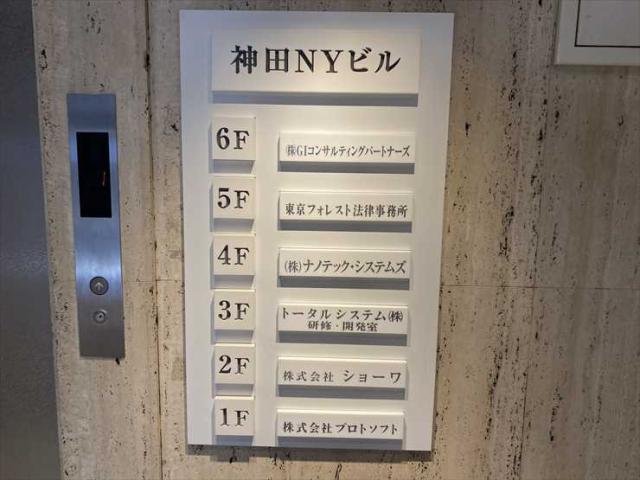 神田NYビル
6F
㈱GIコンサルティングパートナーズ
5F
東京フォレスト法律事務所
4F
(株)ナノテック・システムズ
3F
トータルシステム㈱
研修・開発室
2F
株式会社 ショーワ
1F
株式会社プロトソフト